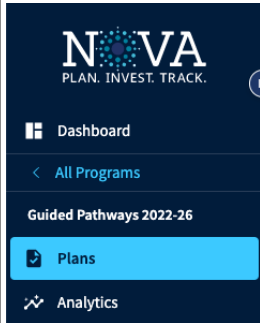 NOVA
PLAN. INVEST. TRACK.
Dashboard
< All Programs
Guided Pathways 2022-26
Plans
Analytics